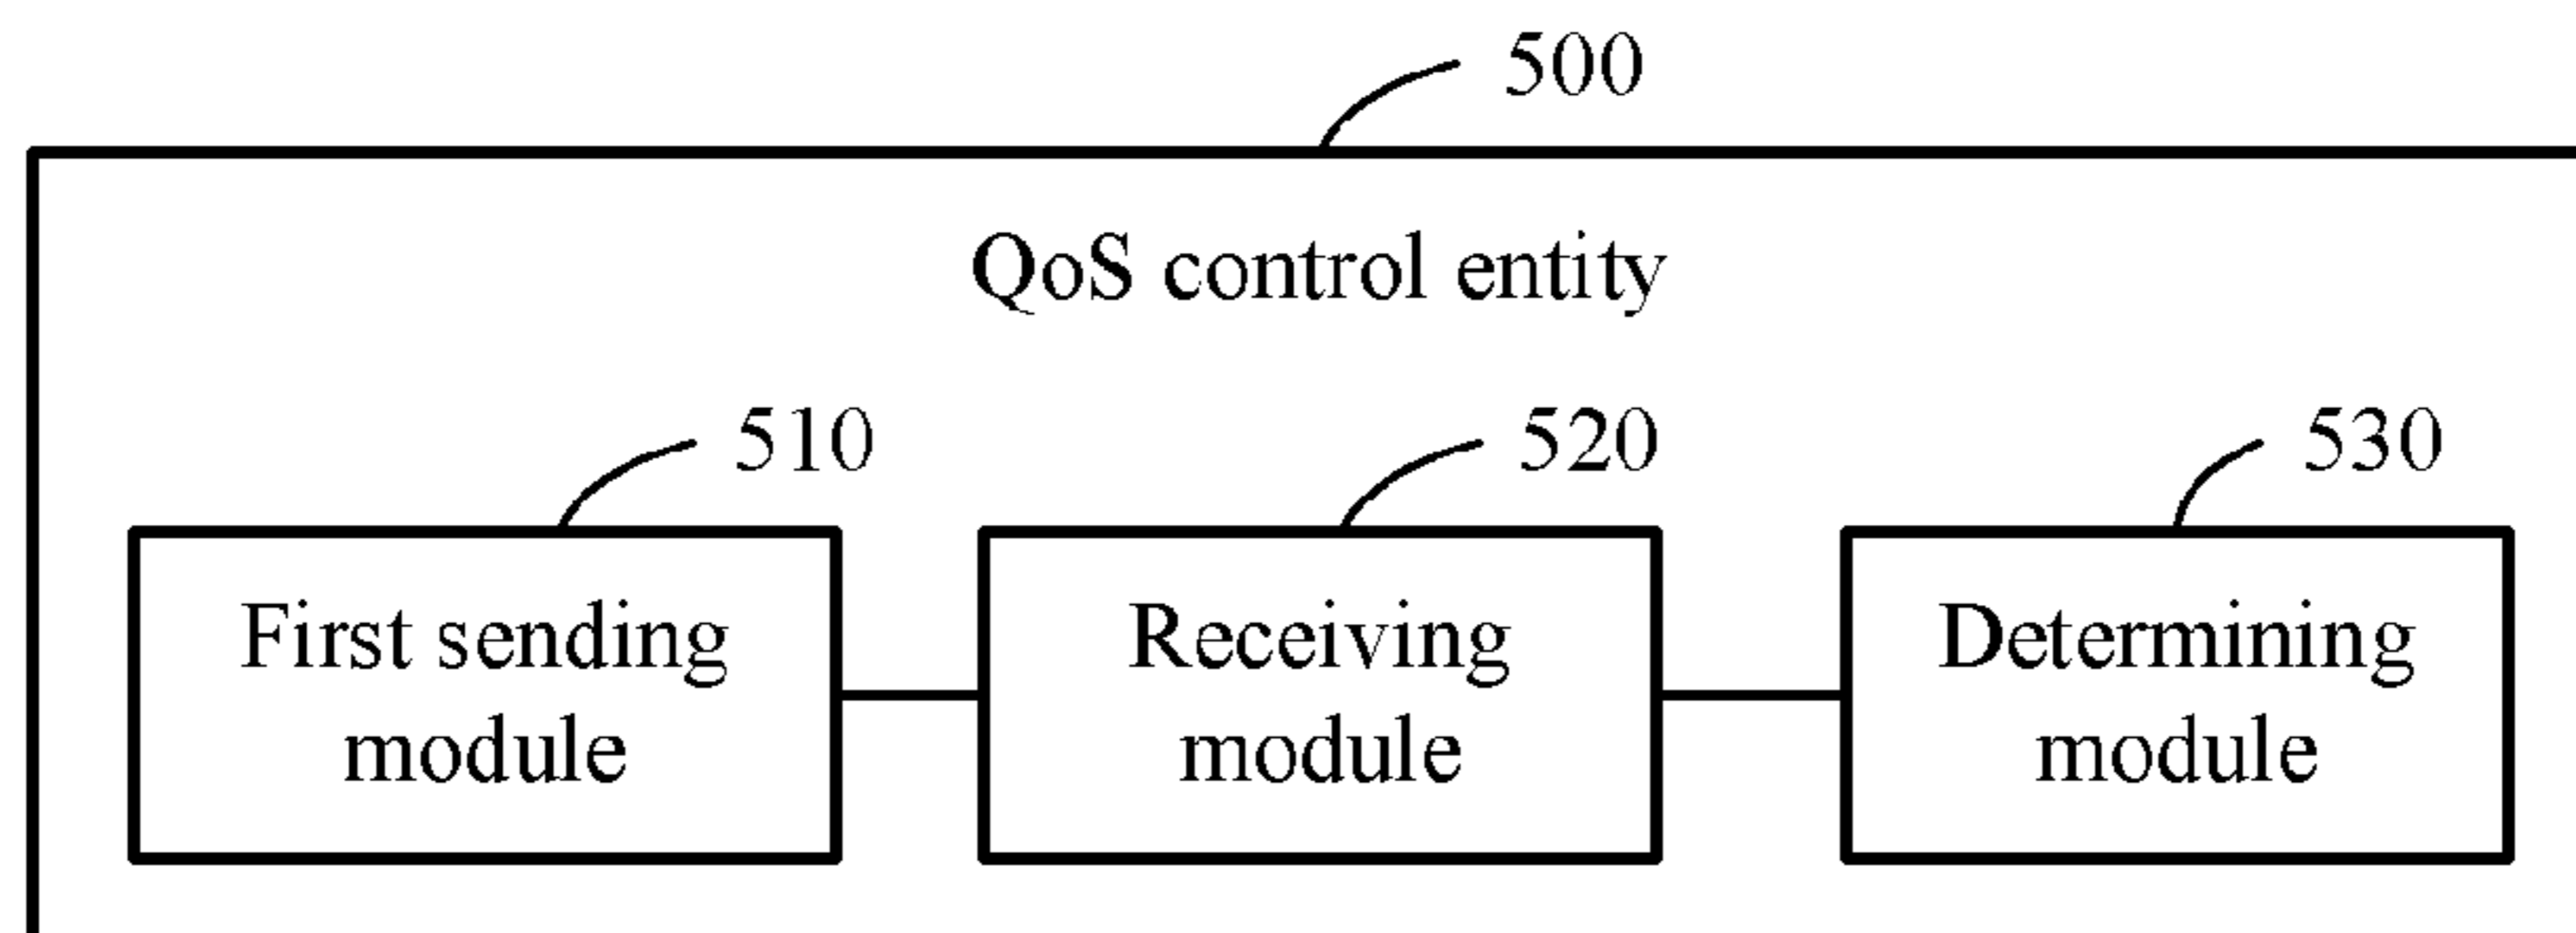 500
QoS control entity
510
520
530
First sending
module
Receiving
module
Determining
module